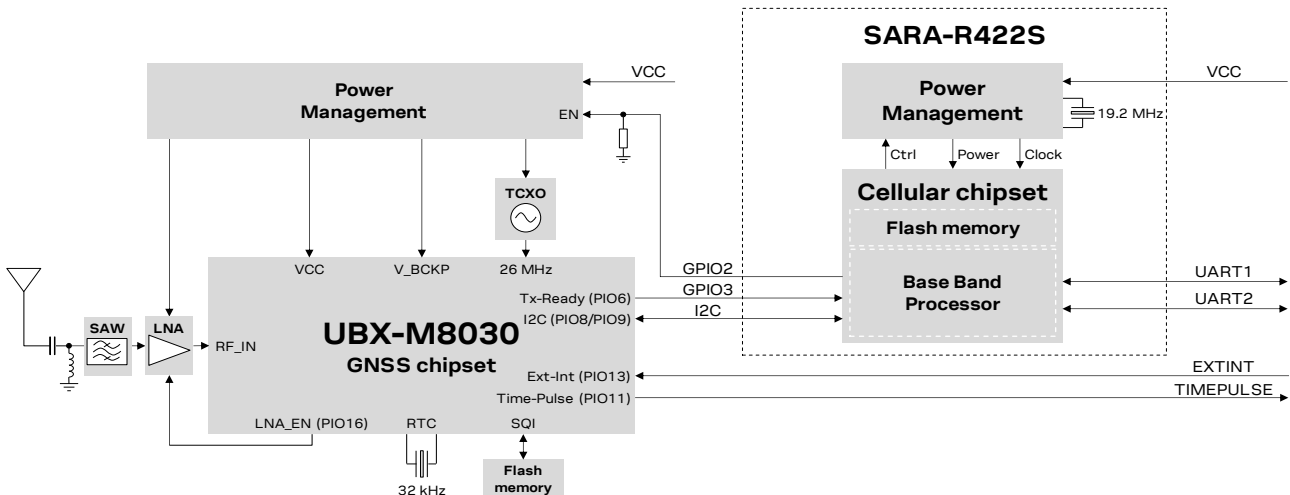 SARA-R422S
VCC
Power
Management
EN
VCC
Power
Management
19.2 MHz
Ctrl
Power
Clock
TCXO
Cellular chipset
Flash memory
Base Band
Processor
VCC
V_BCKP
26 MHz
GPIO2
GPIO3
I2C
Tx-Ready (PIO6)
I2C (PIO8/PIO9)
UART1
UART2
SAW
LNA
RF_IN
UBX-M8030
GNSS chipset
Ext-Int (PIO13)
Time-Pulse (PIO11)
EXTINT
TIMEPULSE
LNA_EN (PIO16)
RTC
SQI
32 kHz
Flash
memory